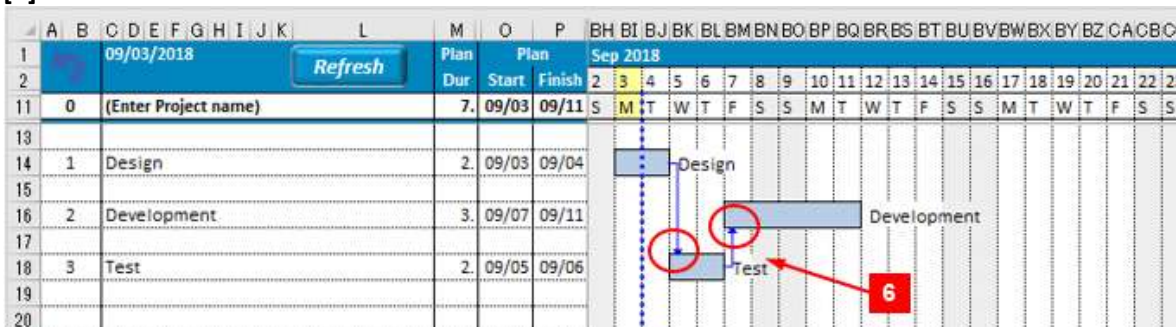 A B C D E F G H I J K L M O P BH BI BJ BK BL BM BN BO BP BQ BR BS BT BU BV BW BX BY BZ CA CB C
1 09/03/2018 Refresh Plan Plan Sep 2018
2 Dur Start Finish 2 3 4 5 6 7 8 9 10 11 12 13 14 15 16 17 18 19 20 21 22 2
11 0 (Enter Project name) 7. 09/03 09/11 S M T W T F S S M T W T F S S M T W T F S S
13
14 1 Design 2. 09/03 09/04 Design
15
16 2 Development 3. 09/07 09/11 Development
17
18 3 Test 2. 09/05 09/06 Test
19 6
20